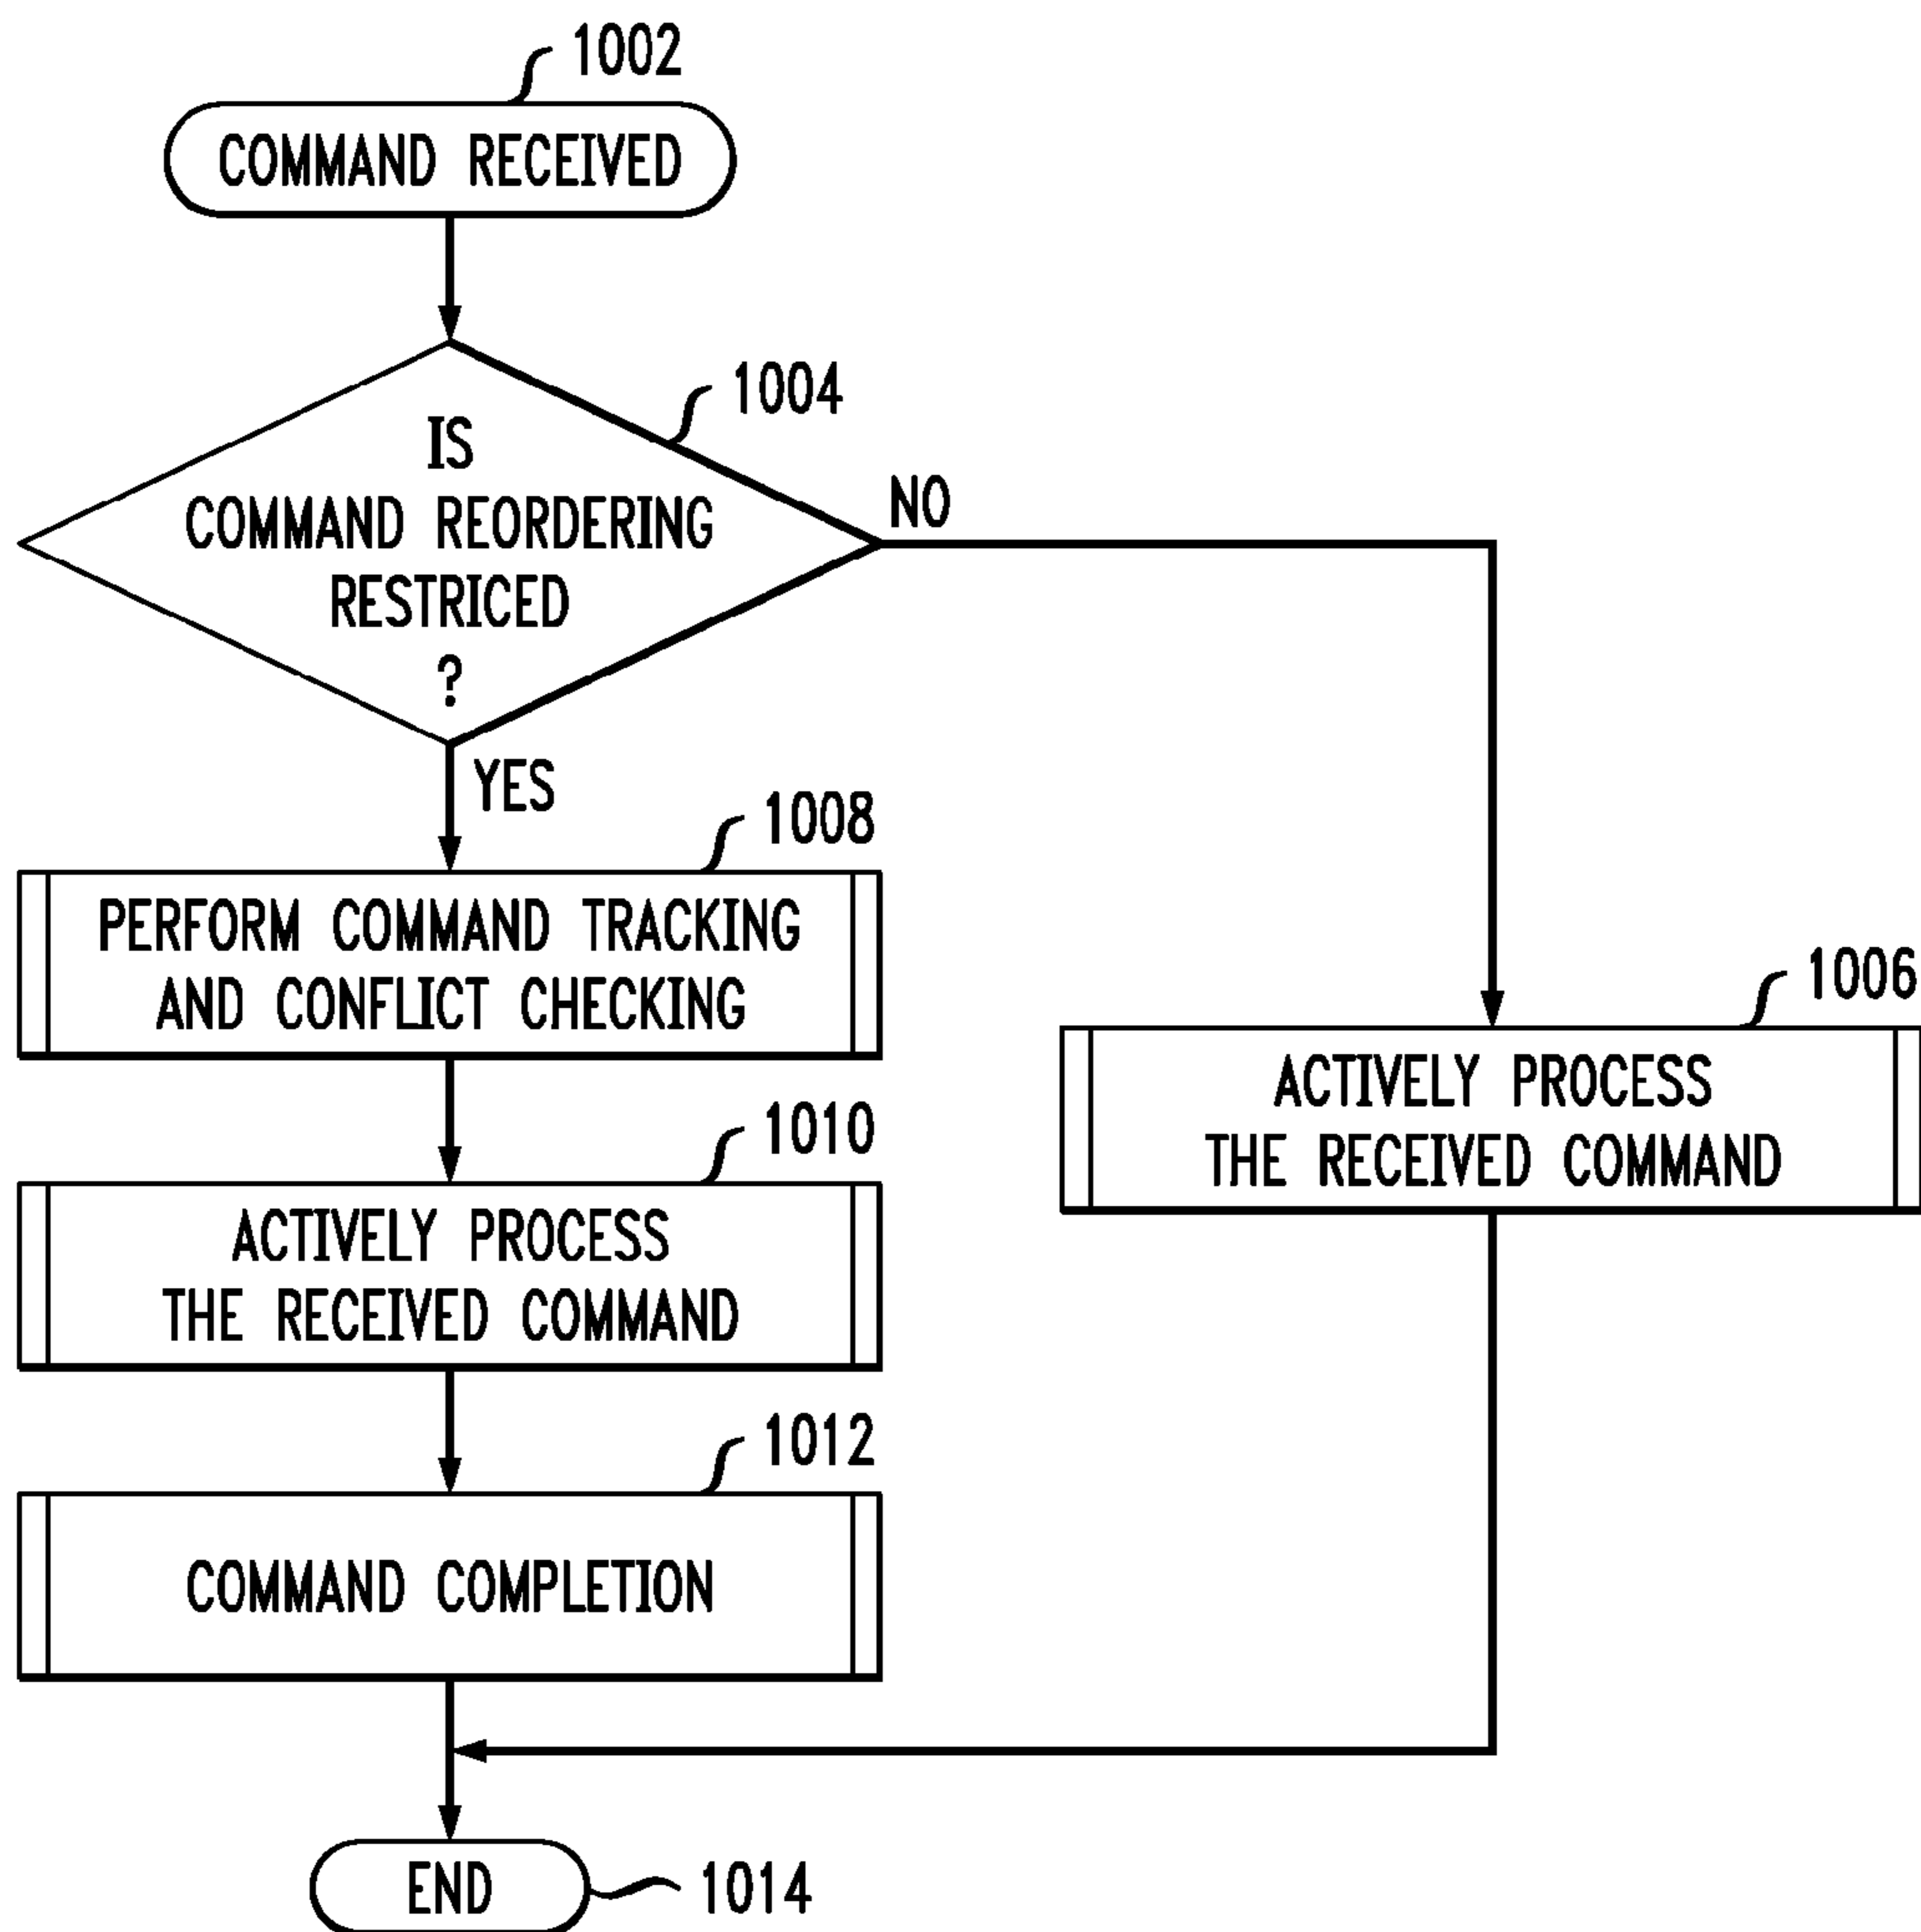 1002
COMMAND RECEIVED
1004
IS
COMMAND REORDERING
RESTRICED
?
NO
YES
1008
PERFORM COMMAND TRACKING
AND CONFLICT CHECKING
1006
ACTIVELY PROCESS
THE RECEIVED COMMAND
1010
ACTIVELY PROCESS
THE RECEIVED COMMAND
1012
COMMAND COMPLETION
END
1014